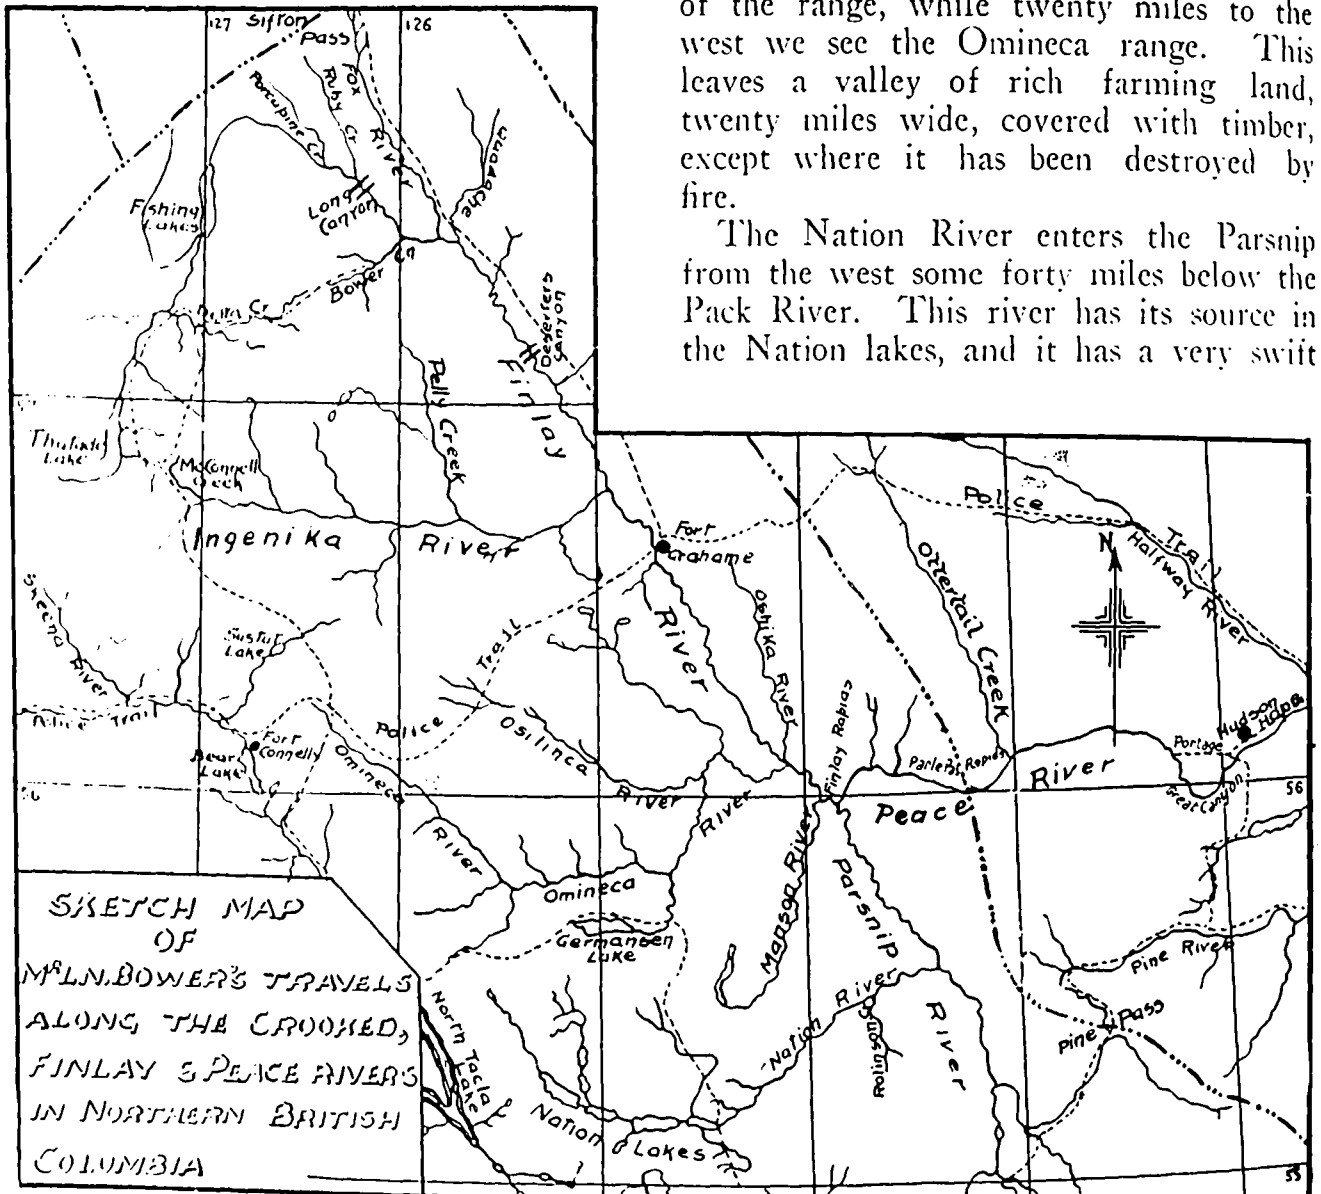 of the range, while twenty miles to the
west we see the Omineca range. This
leaves a valley of rich farming land,
twenty miles wide, covered with timber,
except where it has been destroyed by
fire.
The Nation River enters the Parsnip
from the west some forty miles below the
Pack River. This river has its source in
the Nation lakes, and it has a very swift
127
Sifton
Pass
126
Fox
River
Ruby Cr
Porcupine Cr
Quadache
Fishing
Lakes
Long
Canyon
Bower Cr
Deserters
Canyon
Finlay
Pelly Creek
Lake
McConnell
Creek
Ingenika River
Fort
Grahame
Police Trail
Halfway River
N
Ottertail Creek
Oshika River
River
Skeena River
Sustut
Lake
Police Trail
Trail
Police
Fort
Connelly
Bear
Lake
Omineca
River
Osilinca
River
River
Finlay Rapids
Parle Pas Rapids
Peace
River
Portage
Hudson
Hope
Great Canyon
56
56
Omineca
Germansen
Lake
Manson River
Parsnip
River
Nation River
Pine River
Pine Pass
North Tacla
Lake
Nation
Lakes
55
SKETCH MAP
OF
Mr L.N. BOWER'S TRAVELS
ALONG THE CROOKED,
FINLAY & PEACE RIVERS
IN NORTHERN BRITISH
COLUMBIA